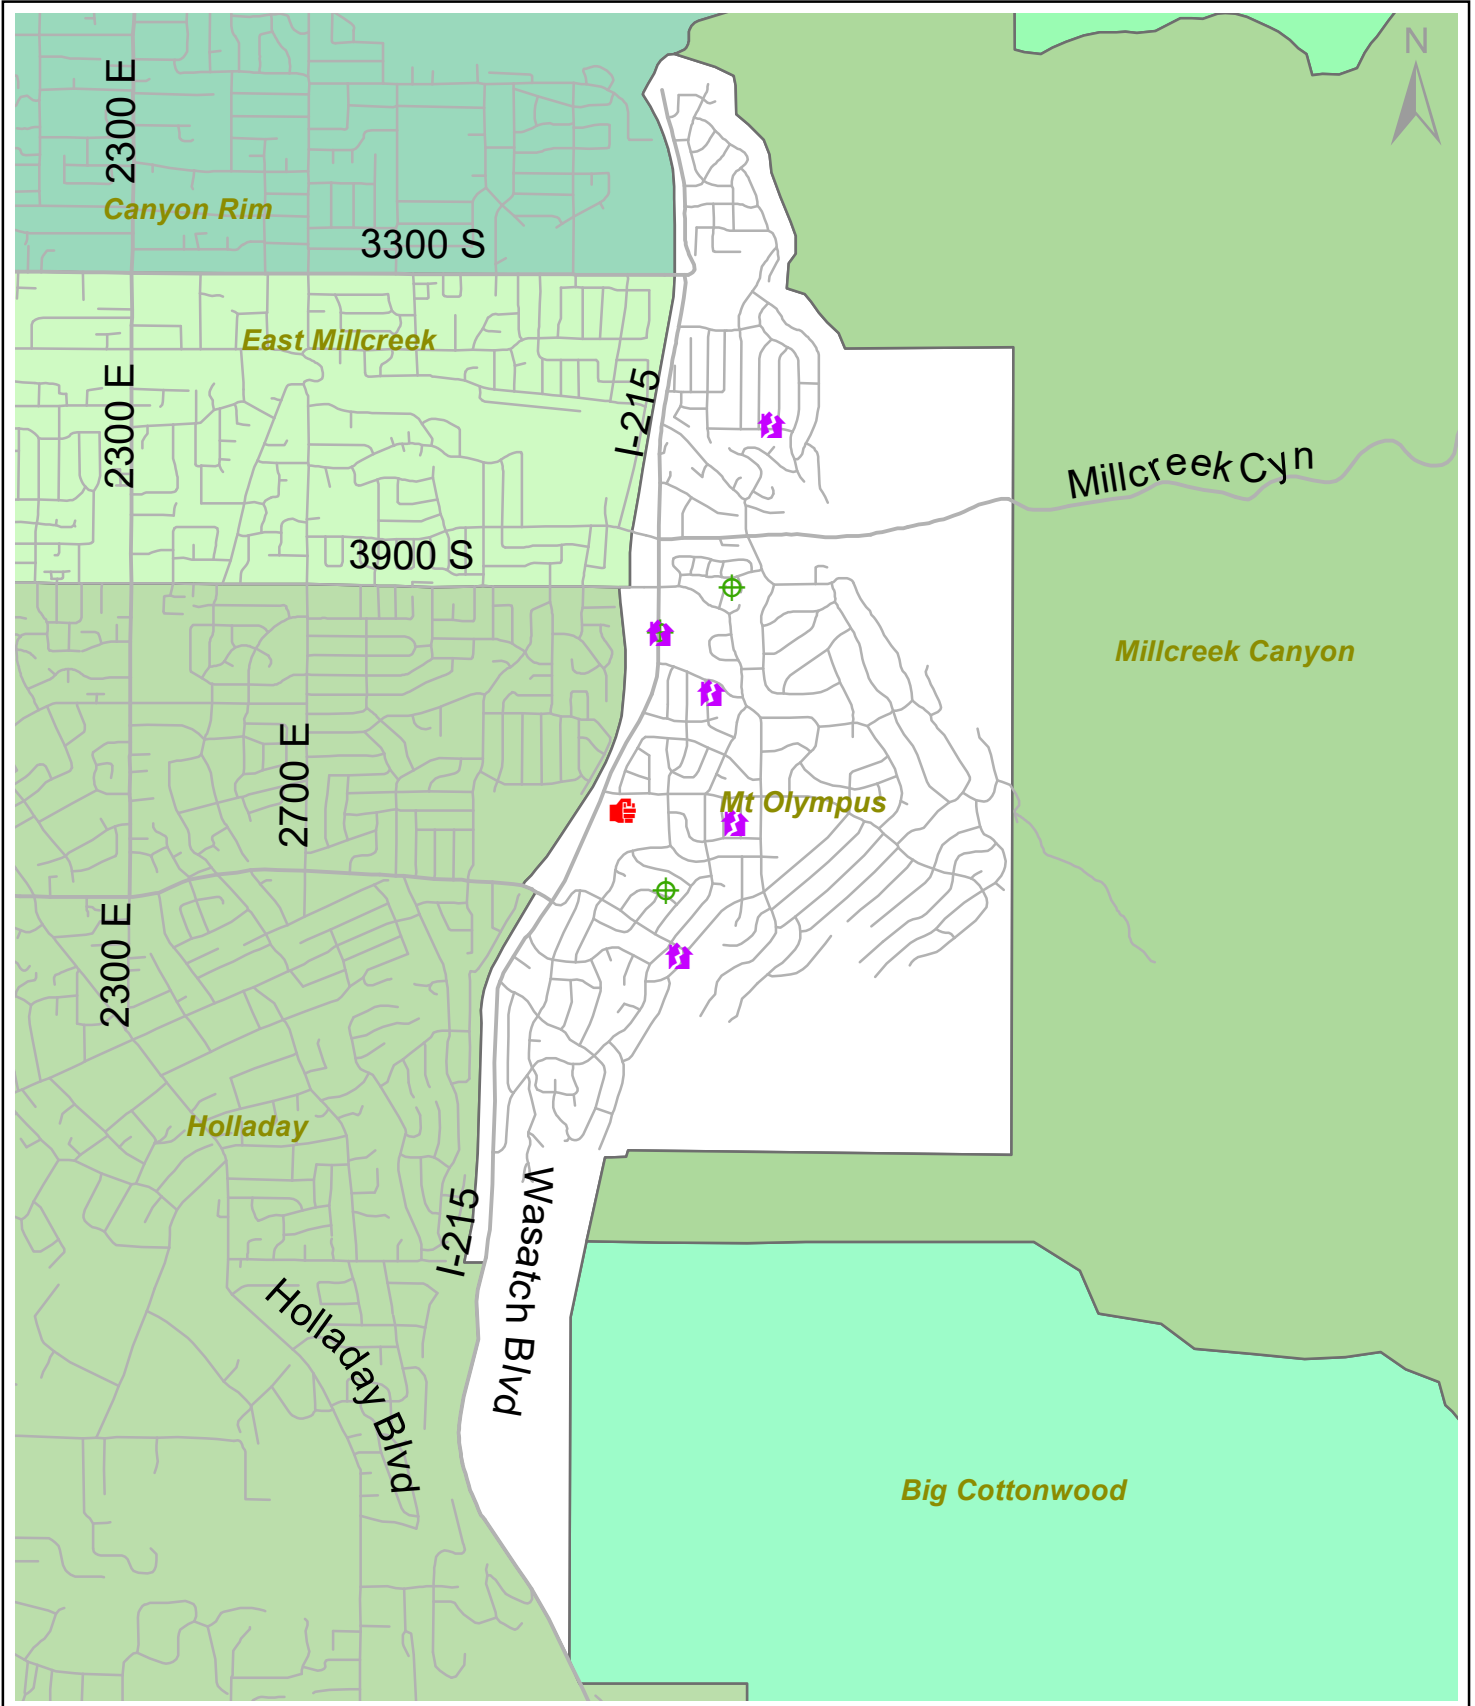 N
2300 E
Canyon Rim
3300 S
East Millcreek
2300 E
I-215
Millcreek Cyn
3900 S
Millcreek Canyon
2700 E
Mt Olympus
2300 E
Holladay
I-215
Wasatch Blvd
Holladay Blvd
Big Cottonwood